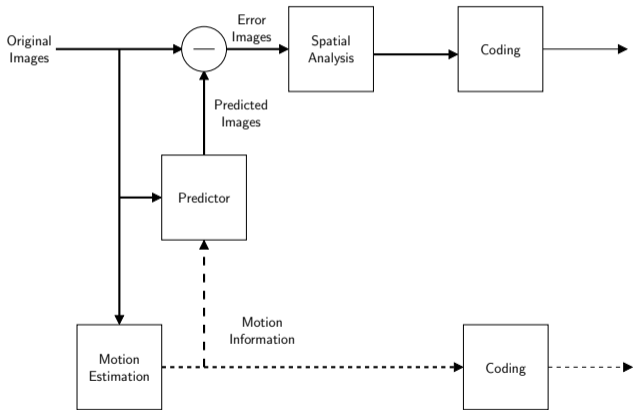 Original
Images
Error
Images
Spatial
Analysis
Coding
Predicted
Images
Predictor
Motion
Information
Motion
Estimation
Coding